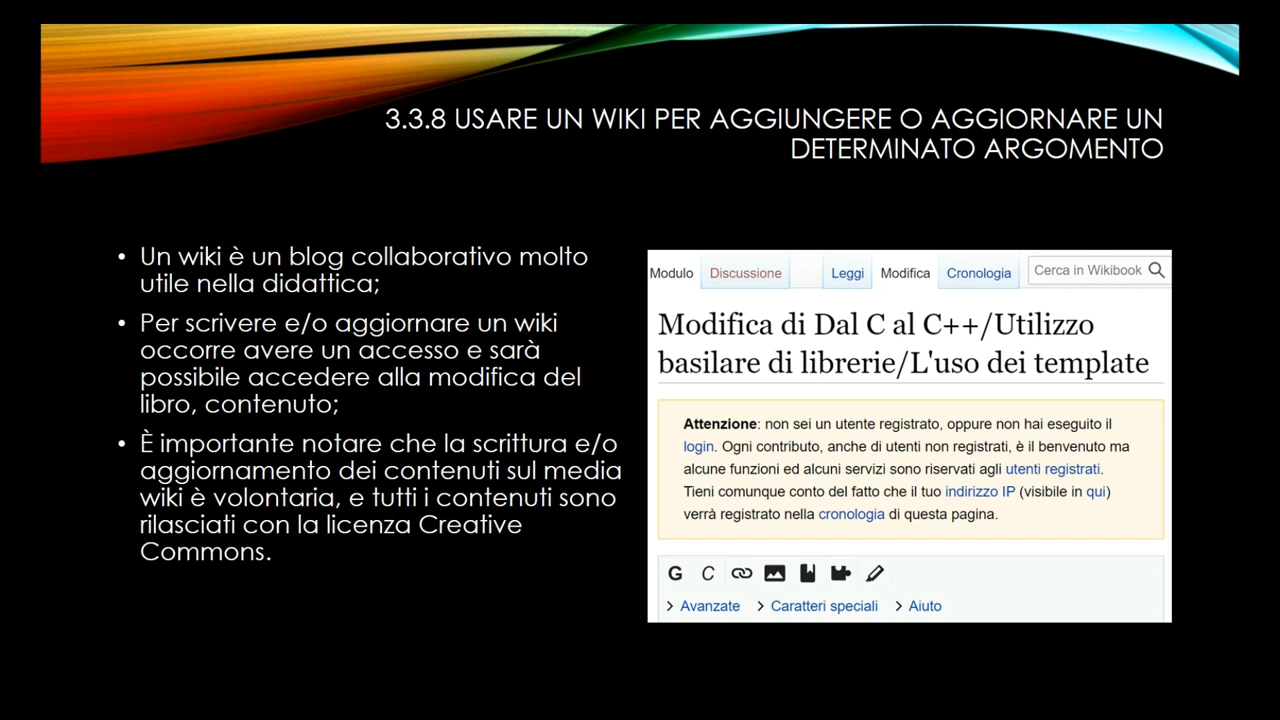 3.3.8 USARE UN WIKI PER AGGIUNGERE O AGGIORNARE UN
DETERMINATO ARGOMENTO
• Un wiki è un blog collaborativo molto
utile nella didattica;
• Per scrivere e/o aggiornare un wiki
occorre avere un accesso e sarà
possibile accedere alla modifica del
libro, contenuto;
• È importante notare che la scrittura e/o
aggiornamento dei contenuti sul media
wiki è volontaria, e tutti i contenuti sono
rilasciati con la licenza Creative
Commons.
Modulo Discussione Leggi Modifica Cronologia Cerca in Wikibook
Modifica di Dal C al C++/Utilizzo
basilare di librerie/L'uso dei template
Attenzione: non sei un utente registrato, oppure non hai eseguito il
login. Ogni contributo, anche di utenti non registrati, è il benvenuto ma
alcune funzioni ed alcuni servizi sono riservati agli utenti registrati.
Tieni comunque conto del fatto che il tuo indirizzo IP (visibile in qui)
verrà registrato nella cronologia di questa pagina.
G C
Avanzate Caratteri speciali Aiuto